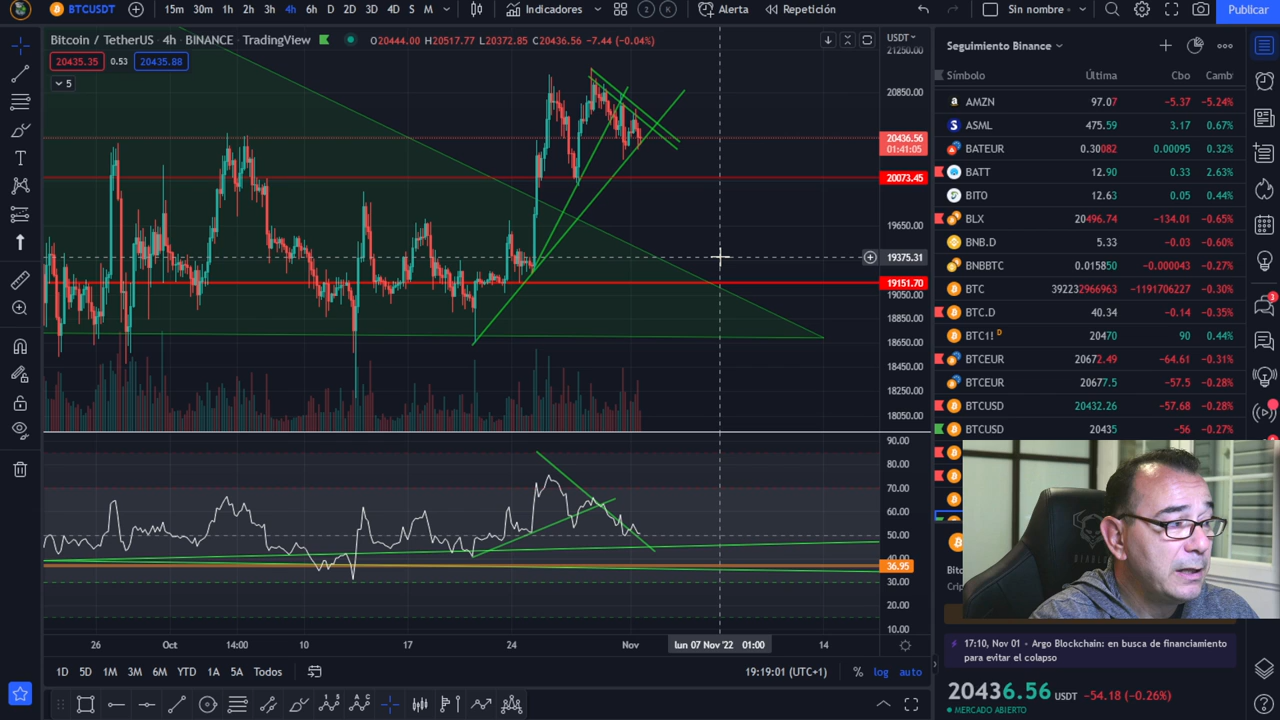 BTCUSDT 15m 30m 1h 2h 3h 4h 6h D 2D 3D 4D S M Indicadores Alerta Repetición Sin nombre Publicar
Bitcoin / TetherUS 4h BINANCE TradingView O20444.00 H20517.77 L20372.85 C20436.56 -7.44 (-0.04%)
20435.35 0.53 20435.88
5
USDT
21250.00
20850.00
20436.56
01:41:05
20073.45
19650.00
19375.31
19151.70
19050.00
18850.00
18650.00
18450.00
18250.00
18050.00
90.00
80.00
70.00
60.00
50.00
40.00
36.95
30.00
20.00
10.00
26 Oct 14:00 10 17 24 Nov lun 07 Nov '22 01:00 14
1D 5D 1M 3M 6M YTD 1A 5A Todos 19:19:01 (UTC+1) % log auto
Seguimiento Binance
Símbolo Última Cbo Camb
AMZN 97.07 -5.37 -5.24%
ASML 475.59 3.17 0.67%
BATEUR 0.30082 0.00095 0.32%
BATT 12.90 0.33 2.63%
BITO 12.63 0.05 0.44%
BLX 20496.74 -134.01 -0.65%
BNB.D 5.33 -0.03 -0.60%
BNBBTC 0.015850 -0.000043 -0.27%
BTC 392232966963 -1191706227 -0.30%
BTC.D 40.34 -0.14 -0.35%
BTC1! D 20470 90 0.44%
BTCEUR 20672.49 -64.61 -0.31%
BTCEUR 20677.5 -57.5 -0.28%
BTCUSD 20432.26 -57.68 -0.28%
BTCUSD 20435 -56 -0.27%
17:10, Nov 01 • Argo Blockchain: en busca de financiamiento
para evitar el colapso
20436.56 USDT -54.18 (-0.26%)
MERCADO ABIERTO